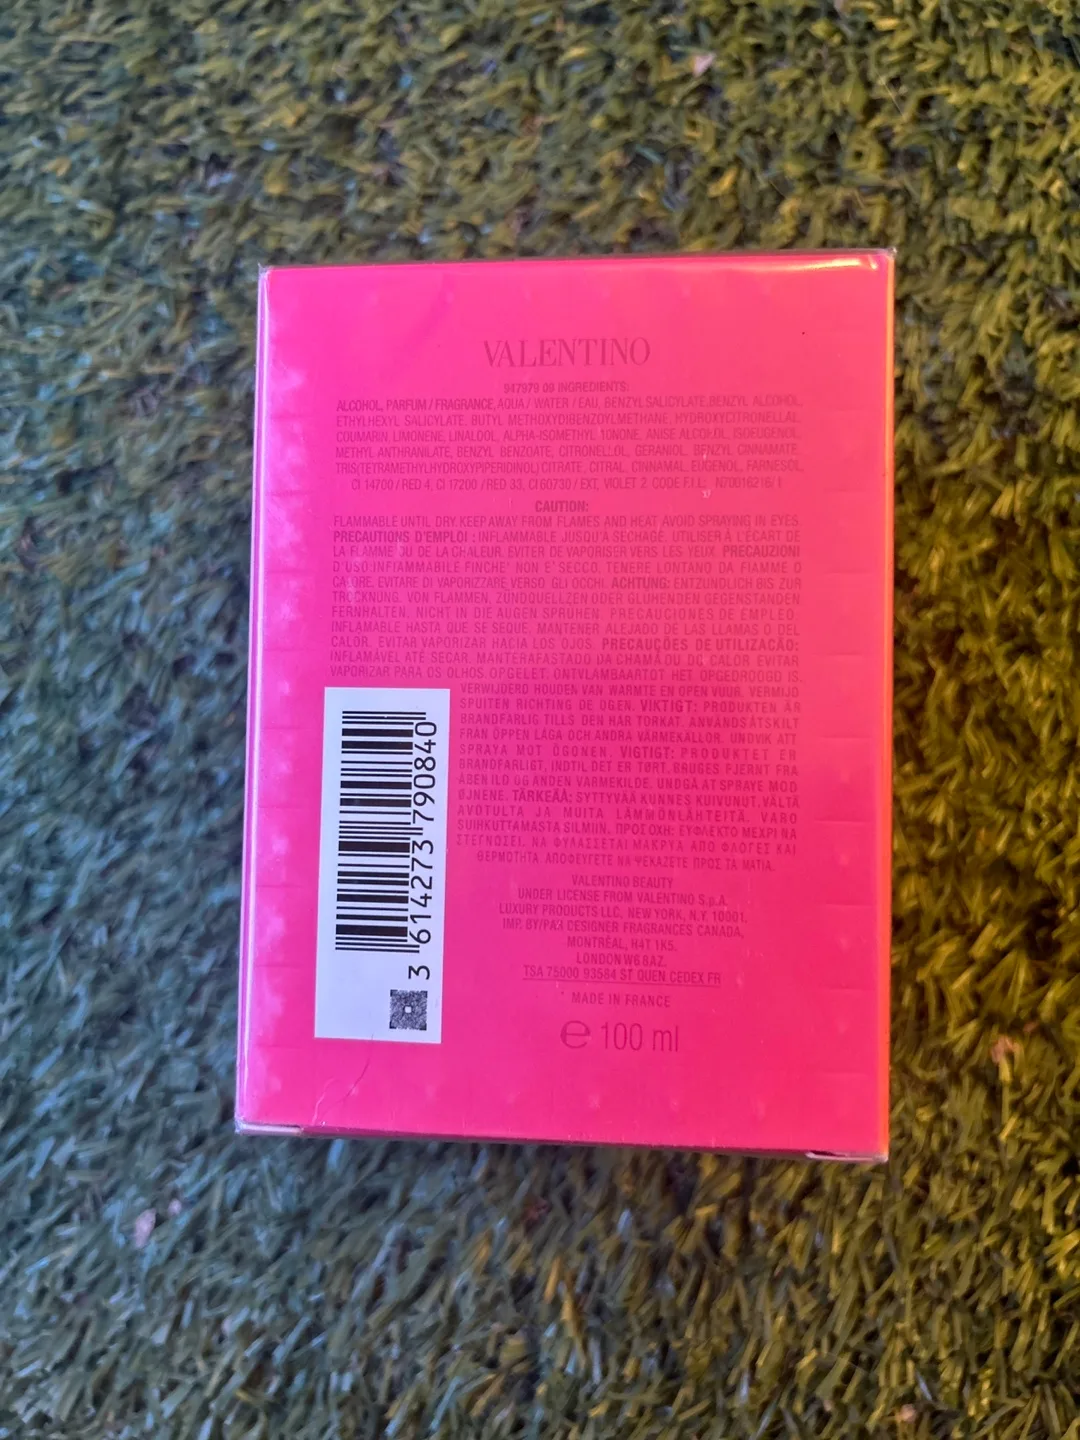 VALENTINO
947979 09 INGREDIENTS:
ALCOHOL, PARFUM / FRAGRANCE, AQUA / WATER / EAU, BENZYL SALICYLATE, BENZYL ALCOHOL,
ETHYLHEXYL SALICYLATE, BUTYL METHOXYDIBENZOYLMETHANE, HYDROXYCITRONELLAL,
COUMARIN, LIMONENE, LINALOOL, ALPHA-ISOMETHYL IONONE, ANISE ALCOHOL, ISOEUGENOL,
METHYL ANTHRANILATE, BENZYL BENZOATE, CITRONELLOL, GERANIOL, BENZYL CINNAMATE,
TRIS(TETRAMETHYLHYDROXYPIPERIDINOL) CITRATE, CITRAL, CINNAMAL, EUGENOL, FARNESOL,
CI 14700 / RED 4, CI 17200 / RED 33, CI 60730 / EXT. VIOLET 2. CODE F.I.L. N70016216/1
CAUTION:
FLAMMABLE UNTIL DRY. KEEP AWAY FROM FLAMES AND HEAT. AVOID SPRAYING IN EYES.
PRECAUTIONS D'EMPLOI : INFLAMMABLE JUSQU'A SECHAGE. UTILISER À L'ÉCART DE
LA FLAMME OU DE LA CHALEUR. EVITER DE VAPORISER VERS LES YEUX. PRECAUZIONI
D'USO: INFIAMMABILE FINCHE' NON E' SECCO. TENERE LONTANO DA FIAMME O
CALORE. EVITARE DI VAPORIZZARE VERSO GLI OCCHI. ACHTUNG: ENTZÜNDLICH BIS ZUR
TROCKNUNG. VON FLAMMEN, ZÜNDQUELLZEN ODER GLÜHENDEN GEGENSTÄNDEN
FERNHALTEN. NICHT IN DIE AUGEN SPRÜHEN. PRECAUCIONES DE EMPLEO:
INFLAMABLE HASTA QUE SE SEQUE. MANTENER ALEJADO DE LAS LLAMAS O DEL
CALOR. EVITAR VAPORIZAR HACIA LOS OJOS. PRECAUÇÕES DE UTILIZACÃO:
INFLAMÁVEL ATÉ SECAR. MANTER AFASTADO DA CHAMA OU DO CALOR. EVITAR
VAPORIZAR PARA OS OLHOS. OPGELET: ONTVLAMBAAR TOT HET OPGEDROOGD IS.
VERWIJDERD HOUDEN VAN WARMTE EN OPEN VUUR. VERMIJD
SPUITEN RICHTING DE OGEN. VIKTIGT: PRODUKTEN ÄR
BRANDFARLIG TILLS DEN HAR TORKAT. ANVÄNDS ÅTSKILT
FRÅN ÖPPEN LÅGA OCH ANDRA VÄRMEKÄLLOR. UNDVIK ATT
SPRAYA MOT ÖGONEN. VIGTIGT: PRODUKTET ER
BRANDFARLIGT, INDTIL DET ER TØRT. BRUGES FJERNT FRA
ÅBEN ILD OG ANDEN VARMEKILDE. UNDGÅ AT SPRAYE MOD
ØJNENE. TÄRKEÄÄ: SYTTYVÄÄ KUNNES KUIVUNUT. VÄLTÄ
AVOTULTA JA MUITA LÄMMÖNLÄHTEITÄ. VARO
SUIHKUTTAMASTA SILMIIN. ΠΡΟΣΟΧΗ: ΕΥΦΛΕΚΤΟ ΜΕΧΡΙ ΝΑ
ΣΤΕΓΝΩΣΕΙ. ΝΑ ΦΥΛΑΣΣΕΤΑΙ ΜΑΚΡΥΑ ΑΠΟ ΦΛΟΓΕΣ ΚΑΙ
ΘΕΡΜΟΤΗΤΑ. ΑΠΟΦΕΥΓΕΤΕ ΝΑ ΨΕΚΑΖΕΤΕ ΠΡΟΣ ΤΑ ΜΑΤΙΑ.
3 614273 790840
VALENTINO BEAUTY
UNDER LICENSE FROM VALENTINO S.p.A.
LUXURY PRODUCTS LLC, NEW YORK, N.Y. 10001.
IMP. BY/PAR DESIGNER FRAGRANCES CANADA,
MONTRÉAL, H4T 1K5.
LONDON W6 8AZ.
TSA 75000 93584 ST OUEN CEDEX FR
MADE IN FRANCE
℮ 100 ml